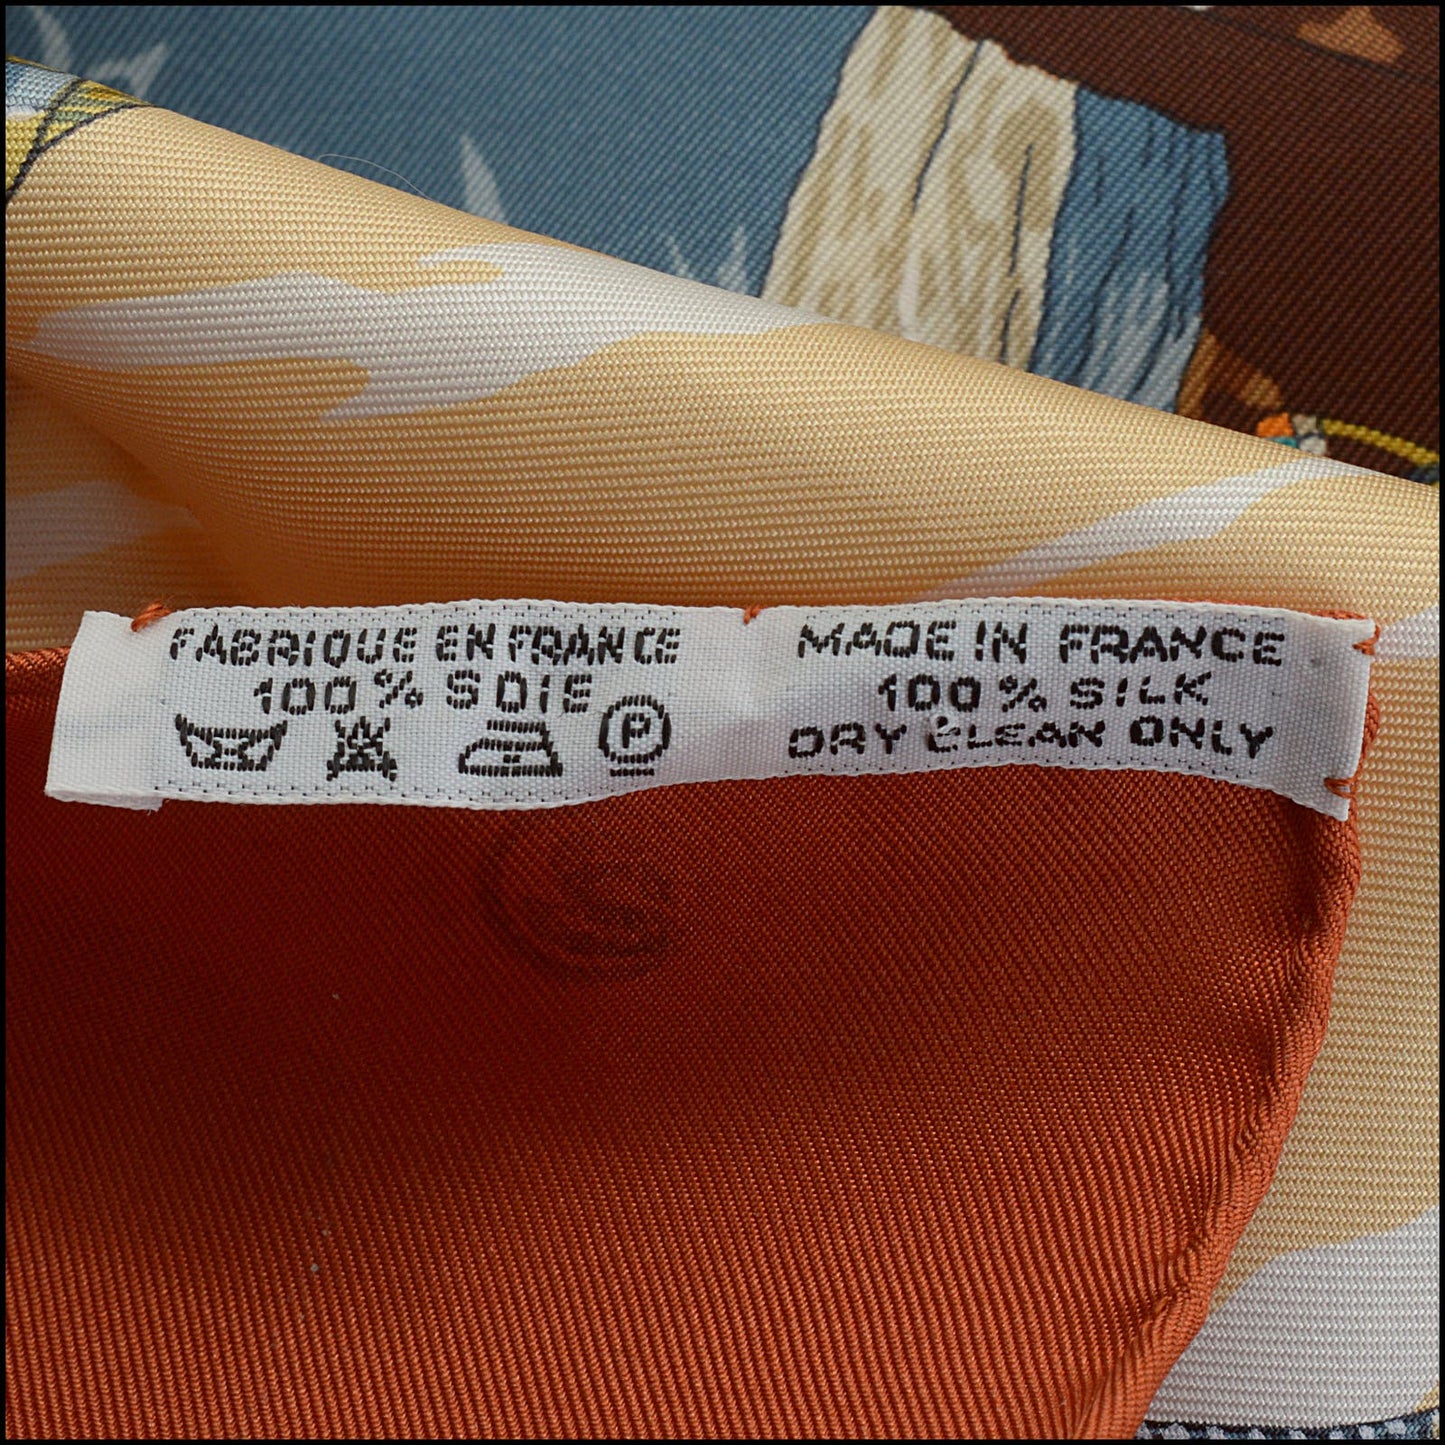 FABRIQUE EN FRANCE
100% SOIE
P
MADE IN FRANCE
100% SILK
DRY CLEAN ONLY